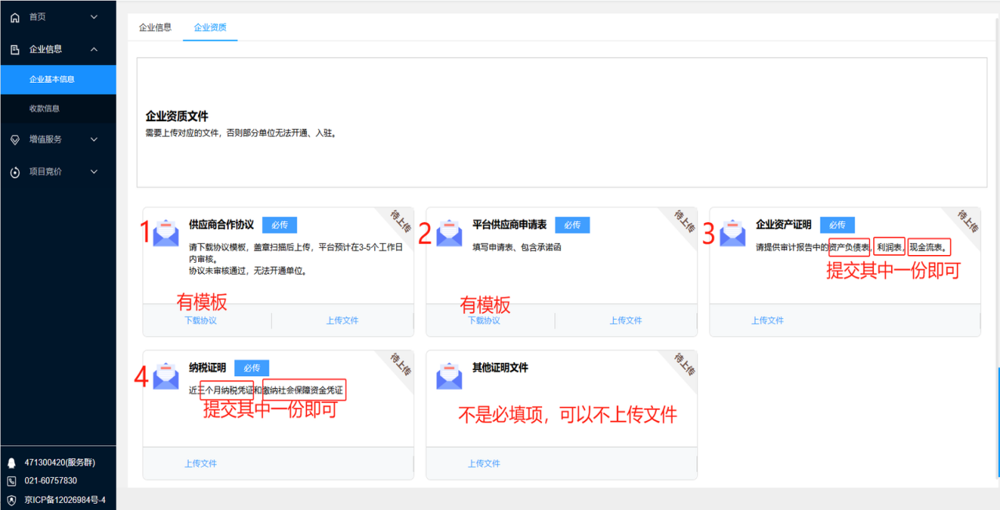 首页
企业信息
企业基本信息
收款信息
增值服务
项目竞价
471300420(服务群)
021-60757830
京ICP备12026984号-4
企业信息
企业资质
企业资质文件
需要上传对应的文件，否则部分单位无法开通、入驻。
1
供应商合作协议
必传
待上传
请下载协议模板，盖章扫描后上传，平台预计在3-5个工作日
内审核。
协议未审核通过，无法开通单位。
有模板
下载协议
上传文件
2
平台供应商申请表
必传
待上传
填写申请表、包含承诺函
有模板
下载协议
上传文件
3
企业资产证明
必传
待上传
请提供审计报告中的资产负债表，利润表，现金流表。
提交其中一份即可
上传文件
4
纳税证明
必传
待上传
近三个月纳税凭证和缴纳社会保障资金凭证
提交其中一份即可
上传文件
其他证明文件
待上传
不是必填项，可以不上传文件
上传文件